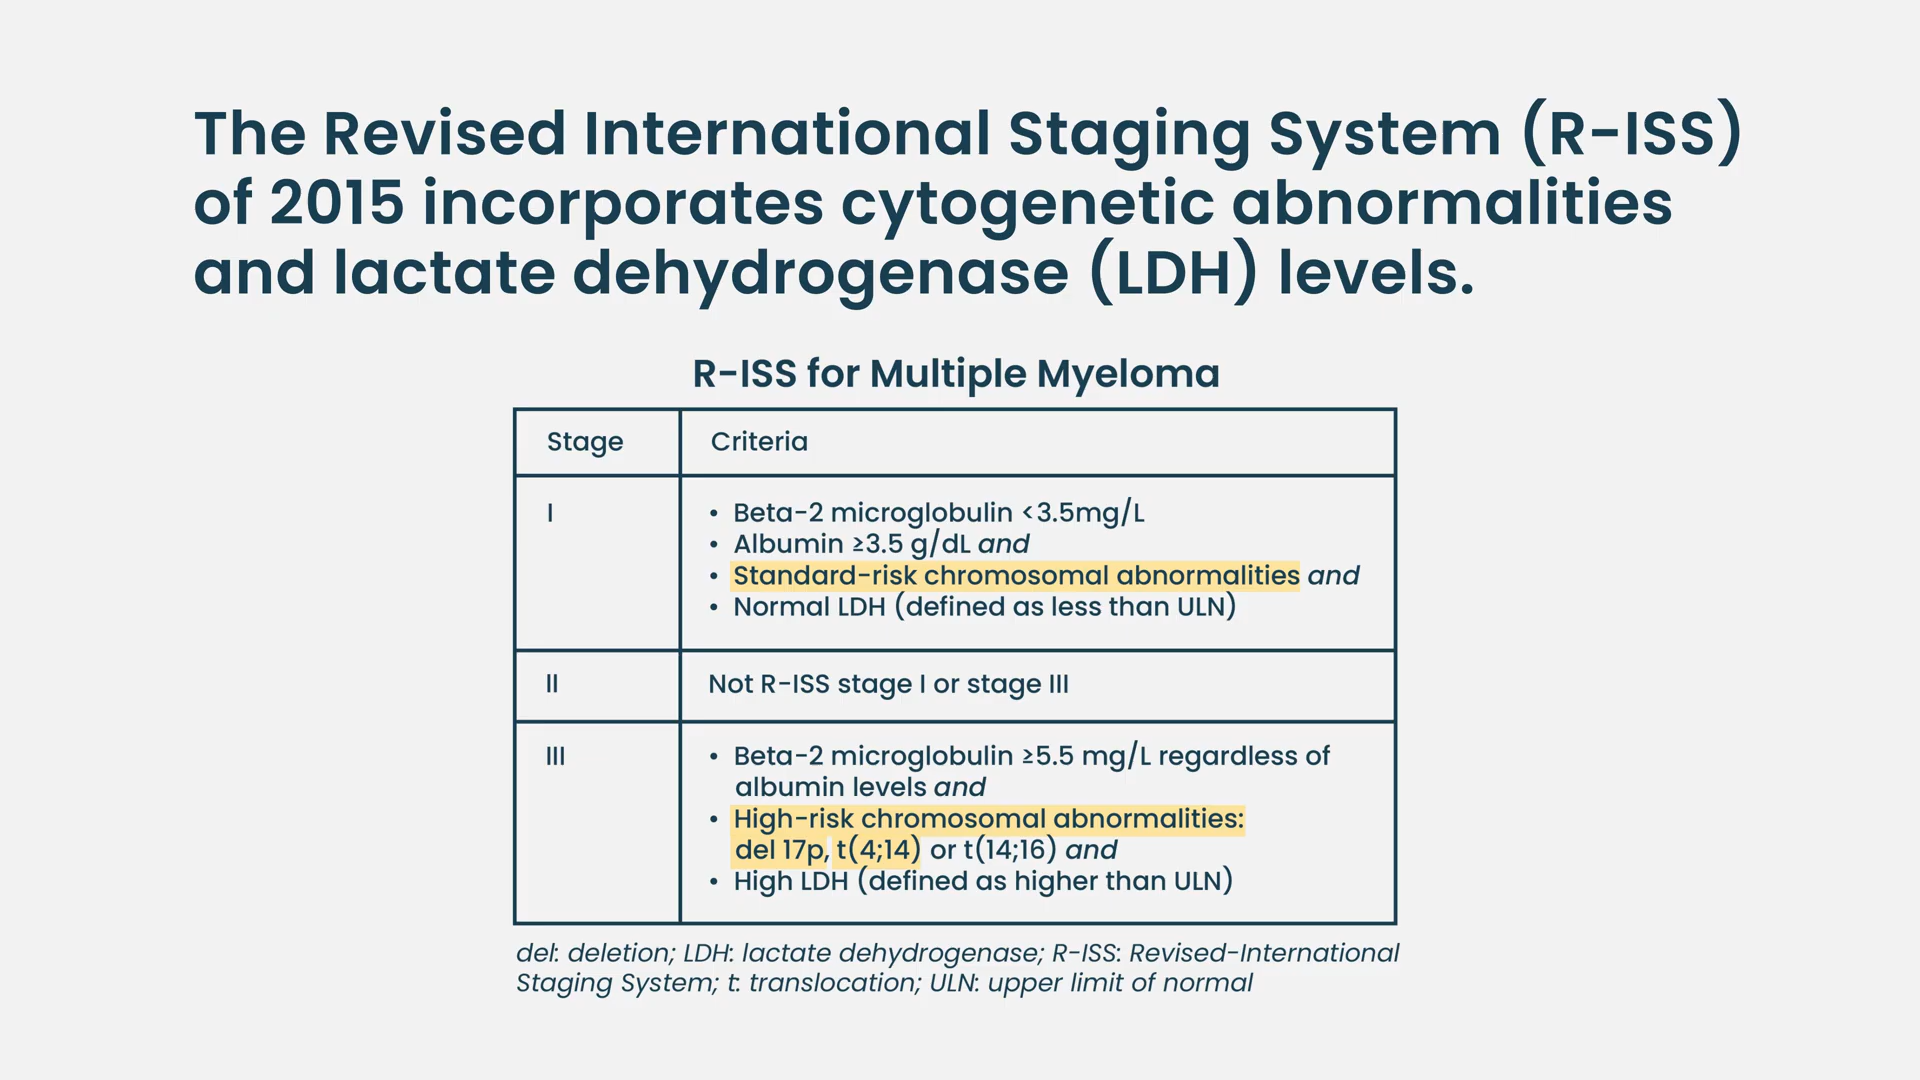 The Revised International Staging System (R-ISS)
of 2015 incorporates cytogenetic abnormalities
and lactate dehydrogenase (LDH) levels.
R-ISS for Multiple Myeloma
Stage Criteria
I • Beta-2 microglobulin <3.5mg/L
• Albumin ≥3.5 g/dL and
• Standard-risk chromosomal abnormalities and
• Normal LDH (defined as less than ULN)
II Not R-ISS stage I or stage III
III • Beta-2 microglobulin ≥5.5 mg/L regardless of
albumin levels and
• High-risk chromosomal abnormalities:
del 17p, t(4;14) or t(14;16) and
• High LDH (defined as higher than ULN)
del: deletion; LDH: lactate dehydrogenase; R-ISS: Revised-International
Staging System; t: translocation; ULN: upper limit of normal